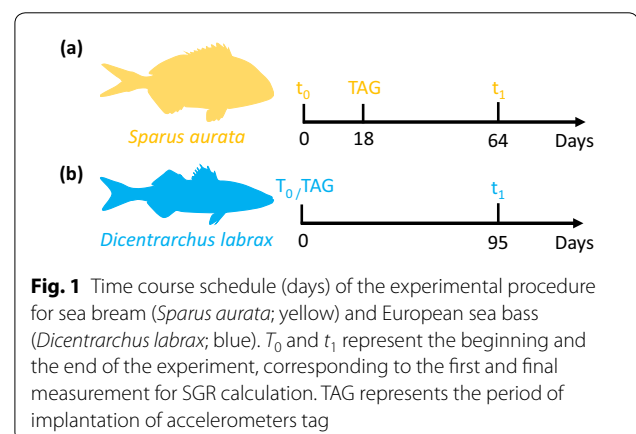 (a)
t0 TAG t1
0 18 64 Days
Sparus aurata
(b)
T0/TAG t1
0 95 Days
Dicentrarchus labrax
Fig. 1 Time course schedule (days) of the experimental procedure
for sea bream (Sparus aurata; yellow) and European sea bass
(Dicentrarchus labrax; blue). T0 and t1 represent the beginning and
the end of the experiment, corresponding to the first and final
measurement for SGR calculation. TAG represents the period of
implantation of accelerometers tag